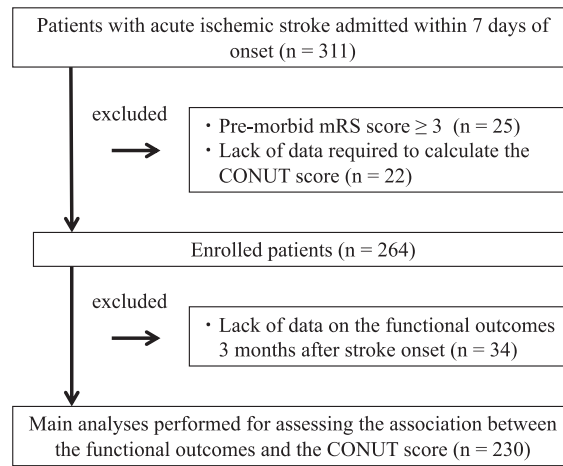 Patients with acute ischemic stroke admitted within 7 days of
onset (n = 311)
excluded
・Pre-morbid mRS score ≥ 3 (n = 25)
・Lack of data required to calculate the
CONUT score (n = 22)
Enrolled patients (n = 264)
excluded
・Lack of data on the functional outcomes
3 months after stroke onset (n = 34)
Main analyses performed for assessing the association between
the functional outcomes and the CONUT score (n = 230)